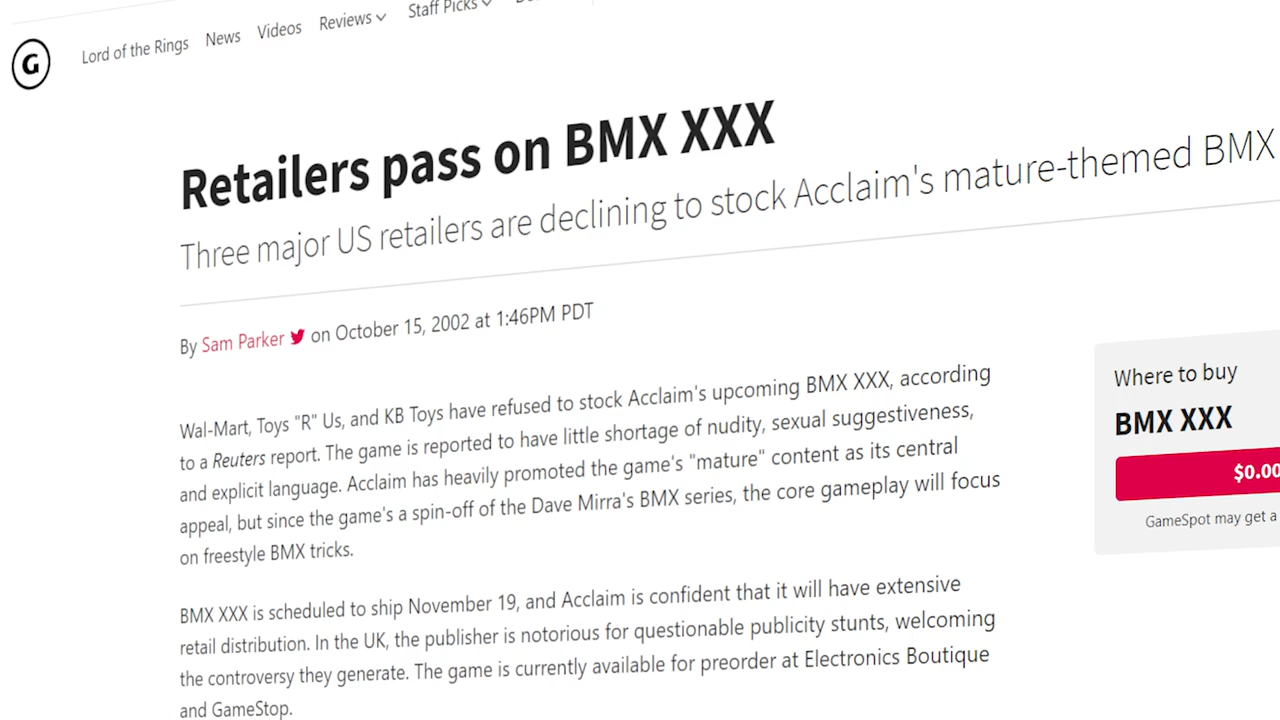 G
Lord of the Rings News Videos Reviews Staff Picks
Retailers pass on BMX XXX
Three major US retailers are declining to stock Acclaim's mature-themed BMX
By Sam Parker on October 15, 2002 at 1:46PM PDT
Wal-Mart, Toys "R" Us, and KB Toys have refused to stock Acclaim's upcoming BMX XXX, according
to a Reuters report. The game is reported to have little shortage of nudity, sexual suggestiveness,
and explicit language. Acclaim has heavily promoted the game's "mature" content as its central
appeal, but since the game's a spin-off of the Dave Mirra's BMX series, the core gameplay will focus
on freestyle BMX tricks.
BMX XXX is scheduled to ship November 19, and Acclaim is confident that it will have extensive
retail distribution. In the UK, the publisher is notorious for questionable publicity stunts, welcoming
the controversy they generate. The game is currently available for preorder at Electronics Boutique
and GameStop.
Where to buy
BMX XXX
$0.00
GameSpot may get a